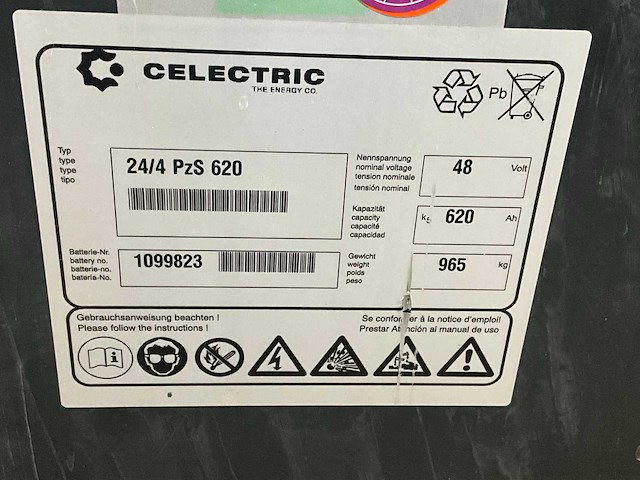 CELECTRIC
THE ENERGY CO.
Pb
Typ
type
type
tipo
24/4 PzS 620
Nennspannung
nominal voltage
tension nominale
tensión nominal
48 Volt
Kapazität
capacity
capacité
capacidad
k5 620 Ah
Batterie-Nr.
battery no.
batterie-no.
bateria-No.
1099823
Gewicht
weight
poids
peso
965 kg
Gebrauchsanweisung beachten !
Please follow the instructions !
Se conformer à la notice d'emploi!
Prestar Atención al manual de uso